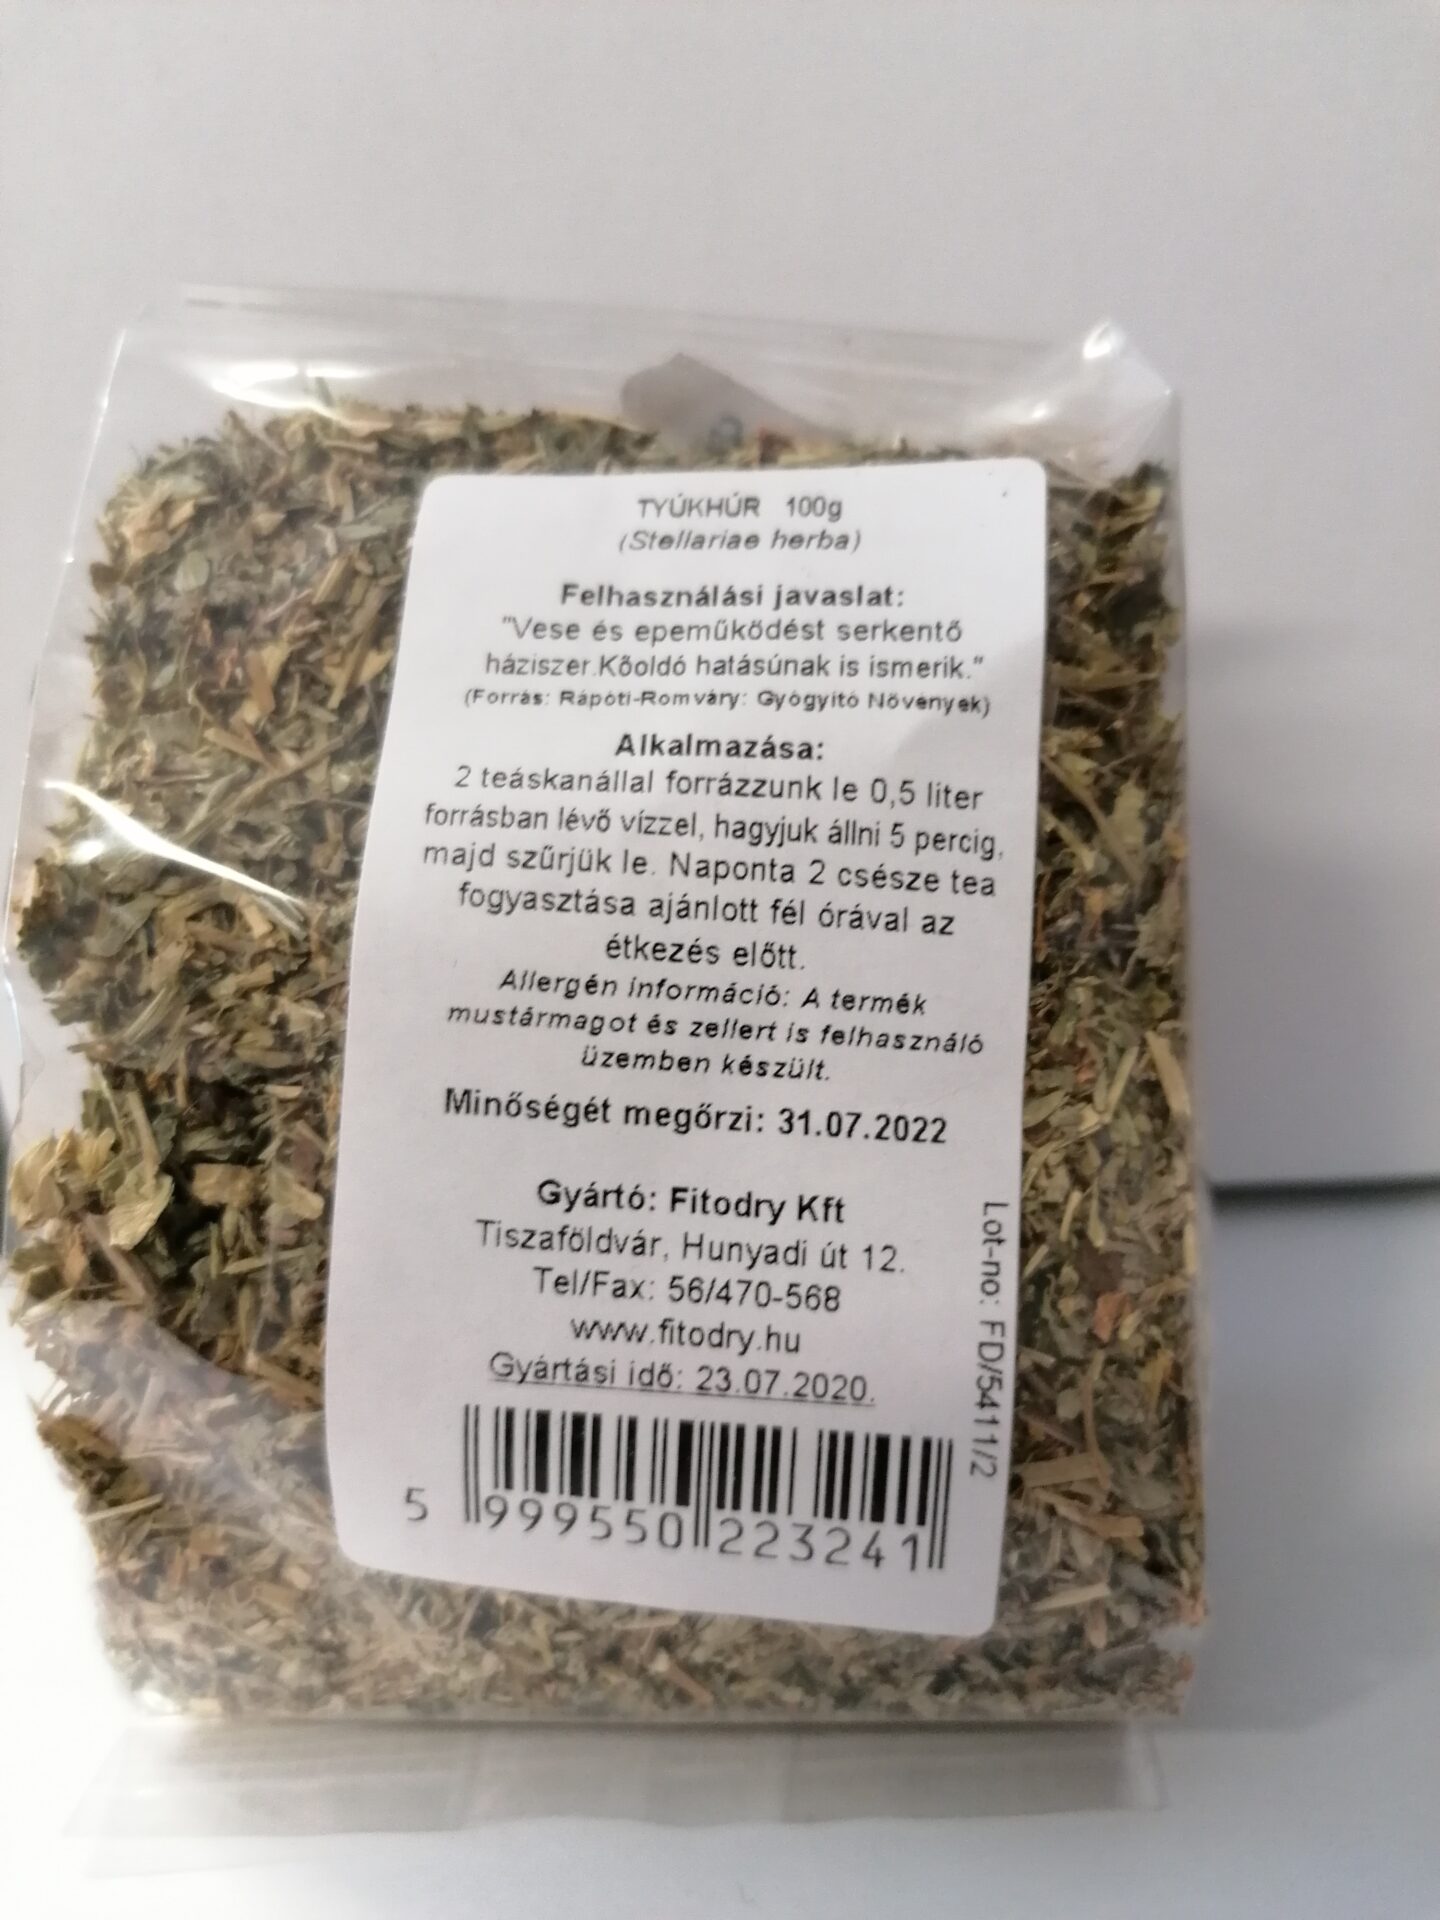 TYÚKHÚR 100g
(Stellariae herba)
Felhasználási javaslat:
"Vese és epeműködést serkentő
háziszer.Kőoldó hatásúnak is ismerik."
(Forrás: Rápóti-Romváry: Gyógyító Növények)
Alkalmazása:
2 teáskanállal forrázzunk le 0,5 liter
forrásban lévő vízzel, hagyjuk állni 5 percig,
majd szűrjük le. Naponta 2 csésze tea
fogyasztása ajánlott fél órával az
étkezés előtt.
Allergén információ: A termék
mustármagot és zellert is felhasználó
üzemben készült.
Minőségét megőrzi: 31.07.2022
Gyártó: Fitodry Kft
Tiszaföldvár, Hunyadi út 12.
Tel/Fax: 56/470-568
www.fitodry.hu
Gyártási idő: 23.07.2020.
5 999550 223241
Lot-no: FD/5411/2